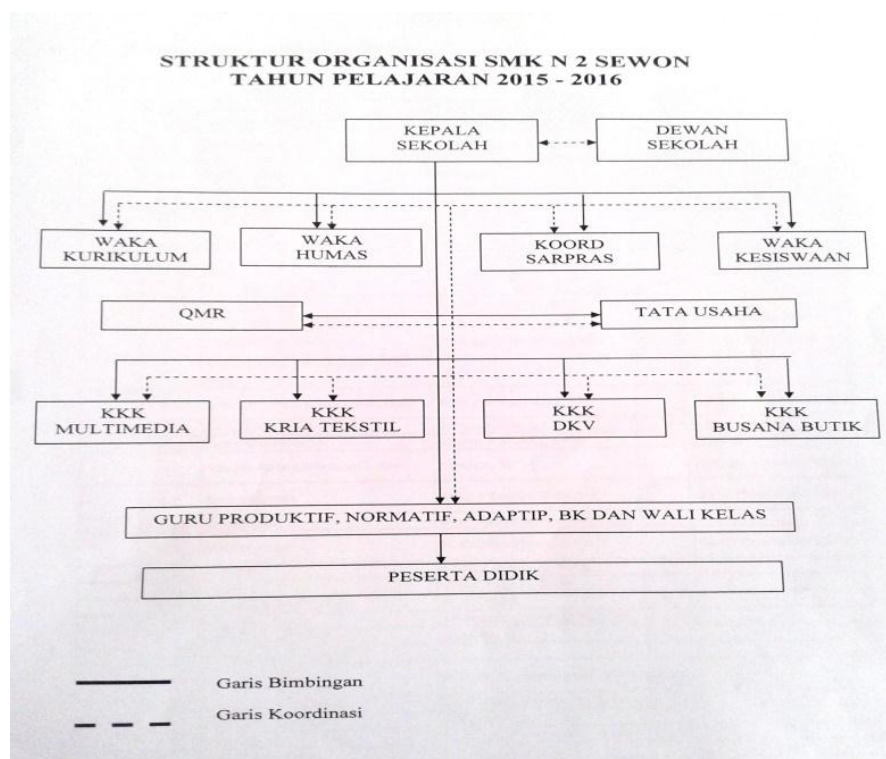 STRUKTUR ORGANISASI SMK N 2 SEWON
TAHUN PELAJARAN 2015 - 2016
KEPALA
SEKOLAH
DEWAN
SEKOLAH
WAKA
KURIKULUM
WAKA
HUMAS
KOORD
SARPRAS
WAKA
KESISWAAN
QMR
TATA USAHA
KKK
MULTIMEDIA
KKK
KRIA TEKSTIL
KKK
DKV
KKK
BUSANA BUTIK
GURU PRODUKTIF, NORMATIF, ADAPTIP, BK DAN WALI KELAS
PESERTA DIDIK
Garis Bimbingan
Garis Koordinasi